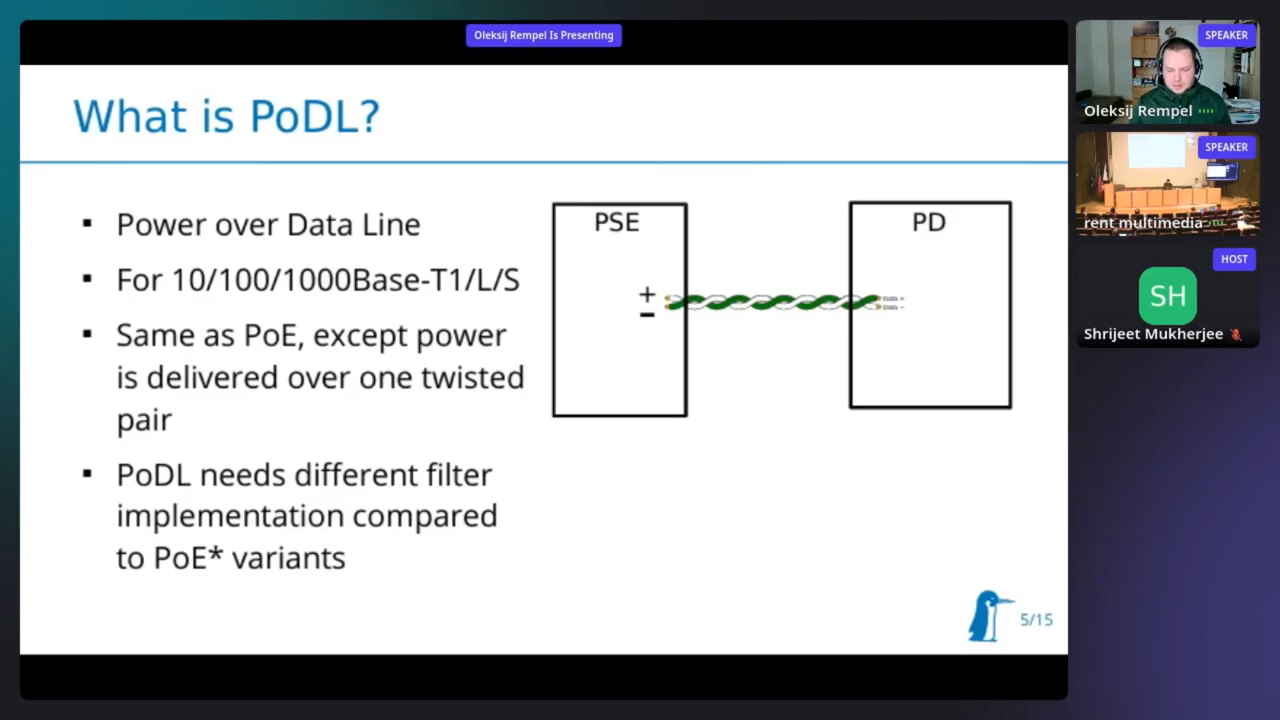 Oleksij Rempel Is Presenting
What is PoDL?
▪ Power over Data Line
▪ For 10/100/1000Base-T1/L/S
▪ Same as PoE, except power
is delivered over one twisted
pair
▪ PoDL needs different filter
implementation compared
to PoE* variants
PSE
+
-
PD
Data +
Data -
5/15
SPEAKER
Oleksij Rempel
SPEAKER
rent multimedia
HOST
SH
Shrijeet Mukherjee